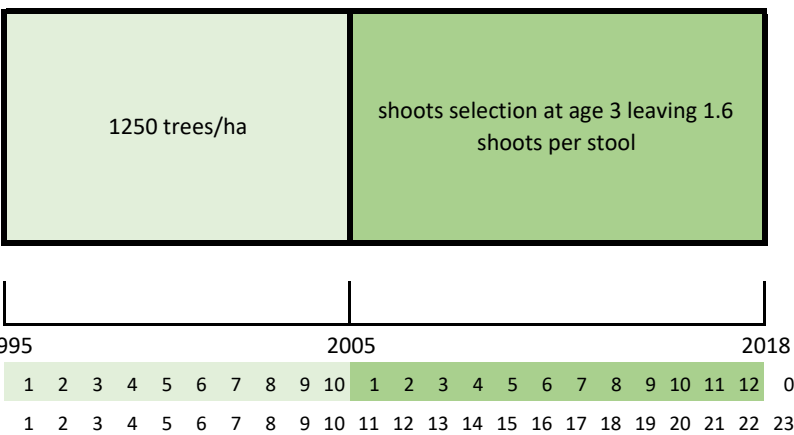 1250 trees/ha
shoots selection at age 3 leaving 1.6
shoots per stool
995 2005 2018
1 2 3 4 5 6 7 8 9 10 1 2 3 4 5 6 7 8 9 10 11 12 0
1 2 3 4 5 6 7 8 9 10 11 12 13 14 15 16 17 18 19 20 21 22 23